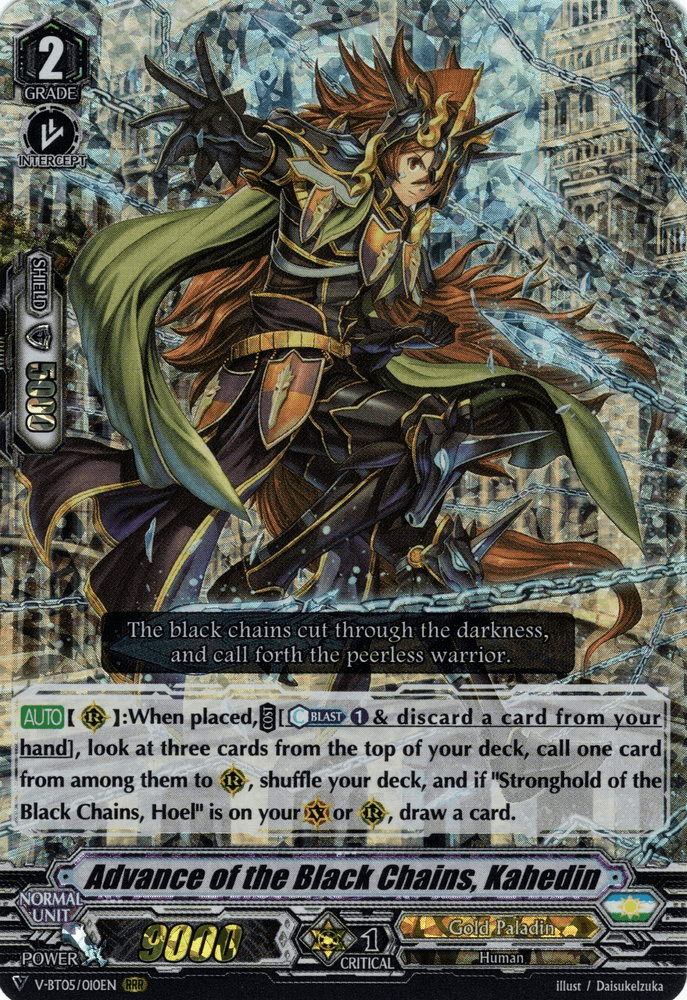 2
GRADE
INTERCEPT
SHIELD
5000
The black chains cut through the darkness,
and call forth the peerless warrior.
AUTO【 R 】:When placed, COST [ C BLAST 1 & discard a card from your
hand], look at three cards from the top of your deck, call one card
from among them to R, shuffle your deck, and if "Stronghold of the
Black Chains, Hoel" is on your V or R, draw a card.
Advance of the Black Chains, Kahedin
NORMAL
UNIT
POWER
9000
1
CRITICAL
Gold Paladin
Human
V-BT05/010EN RRR
illust / DaisukeIzuka